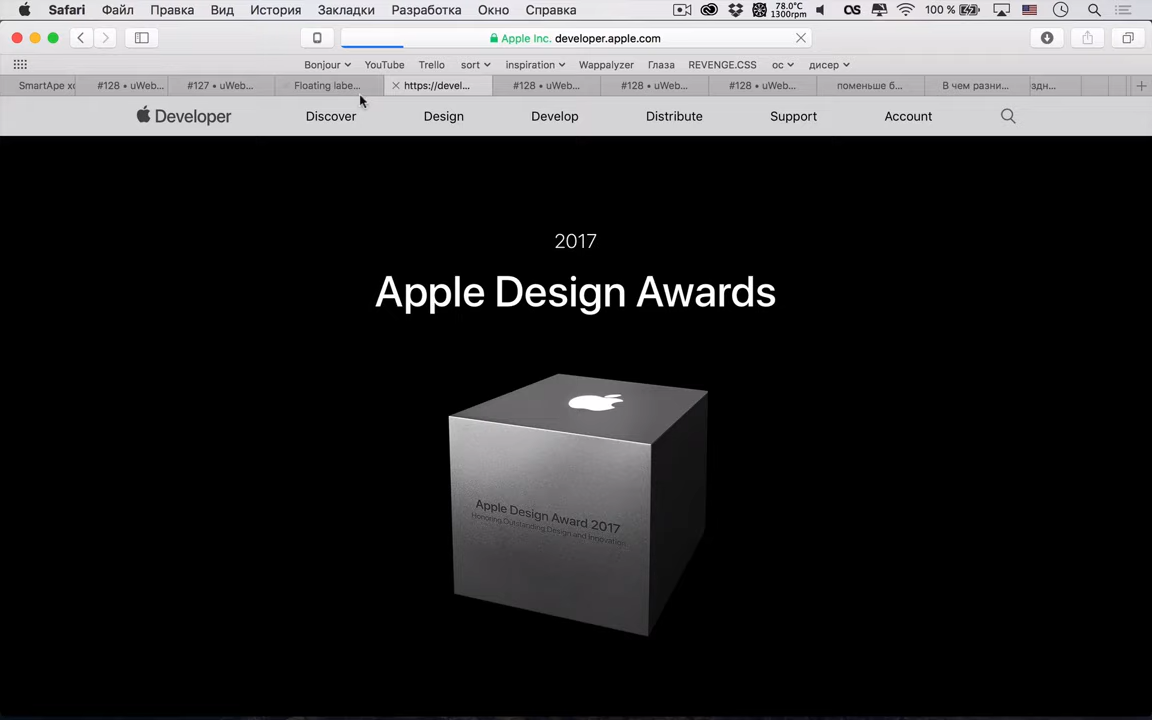 Safari Файл Правка Вид История Закладки Разработка Окно Справка 78.0°C 1300rpm 100 %
Apple Inc. developer.apple.com
Bonjour YouTube Trello sort inspiration Wappalyzer Глаза REVENGE.CSS ос дисер
SmartApe хо #128 • uWeb... #127 • uWeb... Floating labe... https://devel... #128 • uWeb... #128 • uWeb... #128 • uWeb... поменьше б... В чем разни... здн...
Developer Discover Design Develop Distribute Support Account
2017
Apple Design Awards
Apple Design Award 2017
Honoring Outstanding Design and Innovation